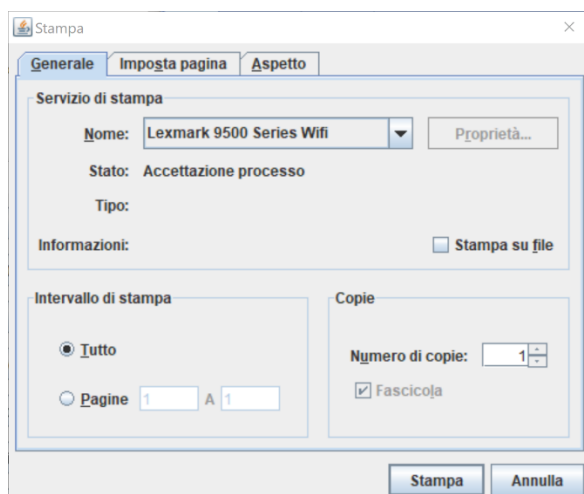 Stampa
Generale Imposta pagina Aspetto
Servizio di stampa
Nome: Lexmark 9500 Series Wifi Proprietà...
Stato: Accettazione processo
Tipo:
Informazioni: Stampa su file
Intervallo di stampa
Tutto
Pagine 1 A 1
Copie
Numero di copie: 1
Fascicola
Stampa Annulla